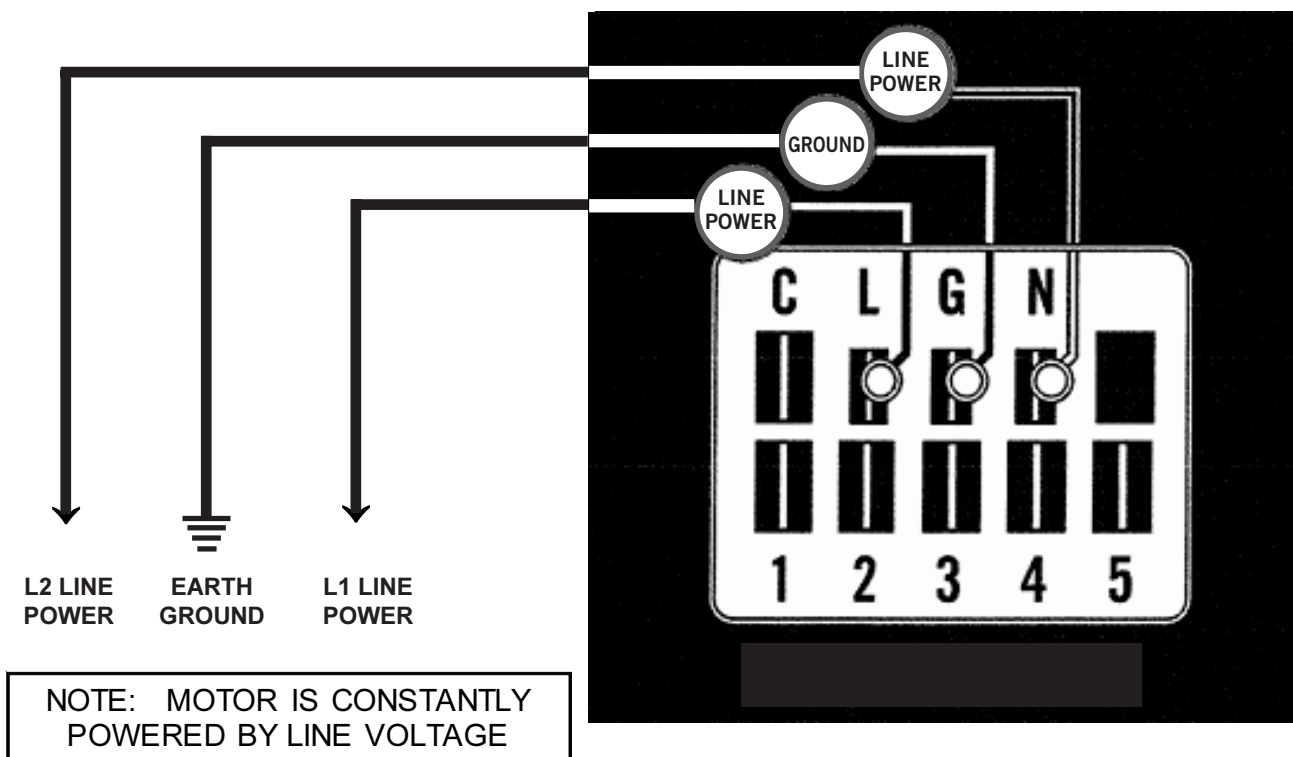 LINE
POWER
GROUND
LINE
POWER
C L G N
1 2 3 4 5
L2 LINE
POWER
EARTH
GROUND
L1 LINE
POWER
NOTE: MOTOR IS CONSTANTLY
POWERED BY LINE VOLTAGE